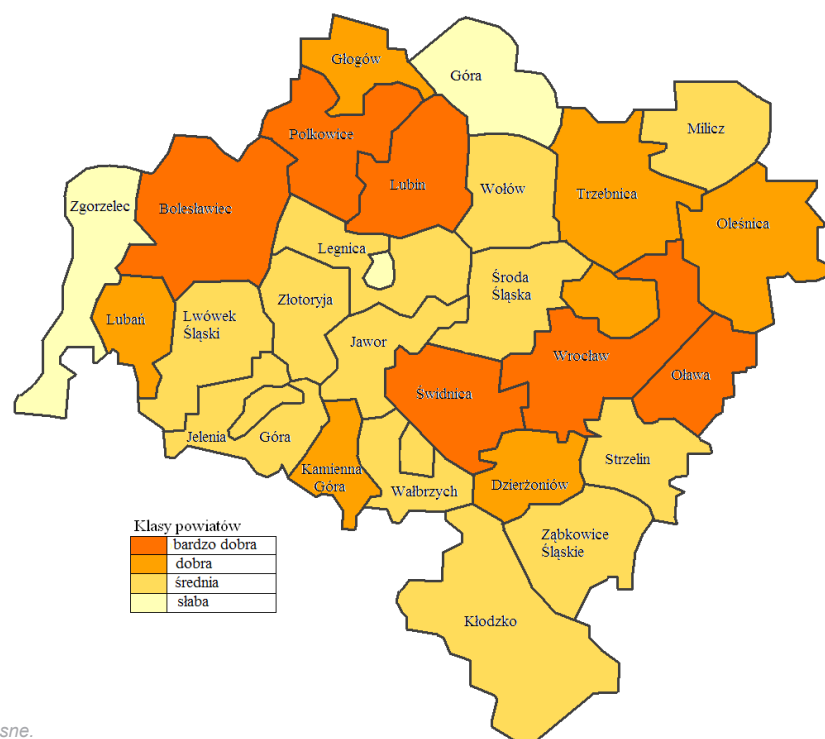 Głogów
Góra
Milicz
Polkowice
Lubin
Wołów
Trzebnica
Zgorzelec
Bolesławiec
Oleśnica
Legnica
Środa
Śląska
Złotoryja
Lubań
Lwówek
Śląski
Jawor
Wrocław
Oława
Świdnica
Jelenia
Góra
Kamienna
Góra
Wałbrzych
Dzierżoniów
Strzelin
Ząbkowice
Śląskie
Kłodzko
Klasy powiatów
bardzo dobra
dobra
średnia
słaba
sne.